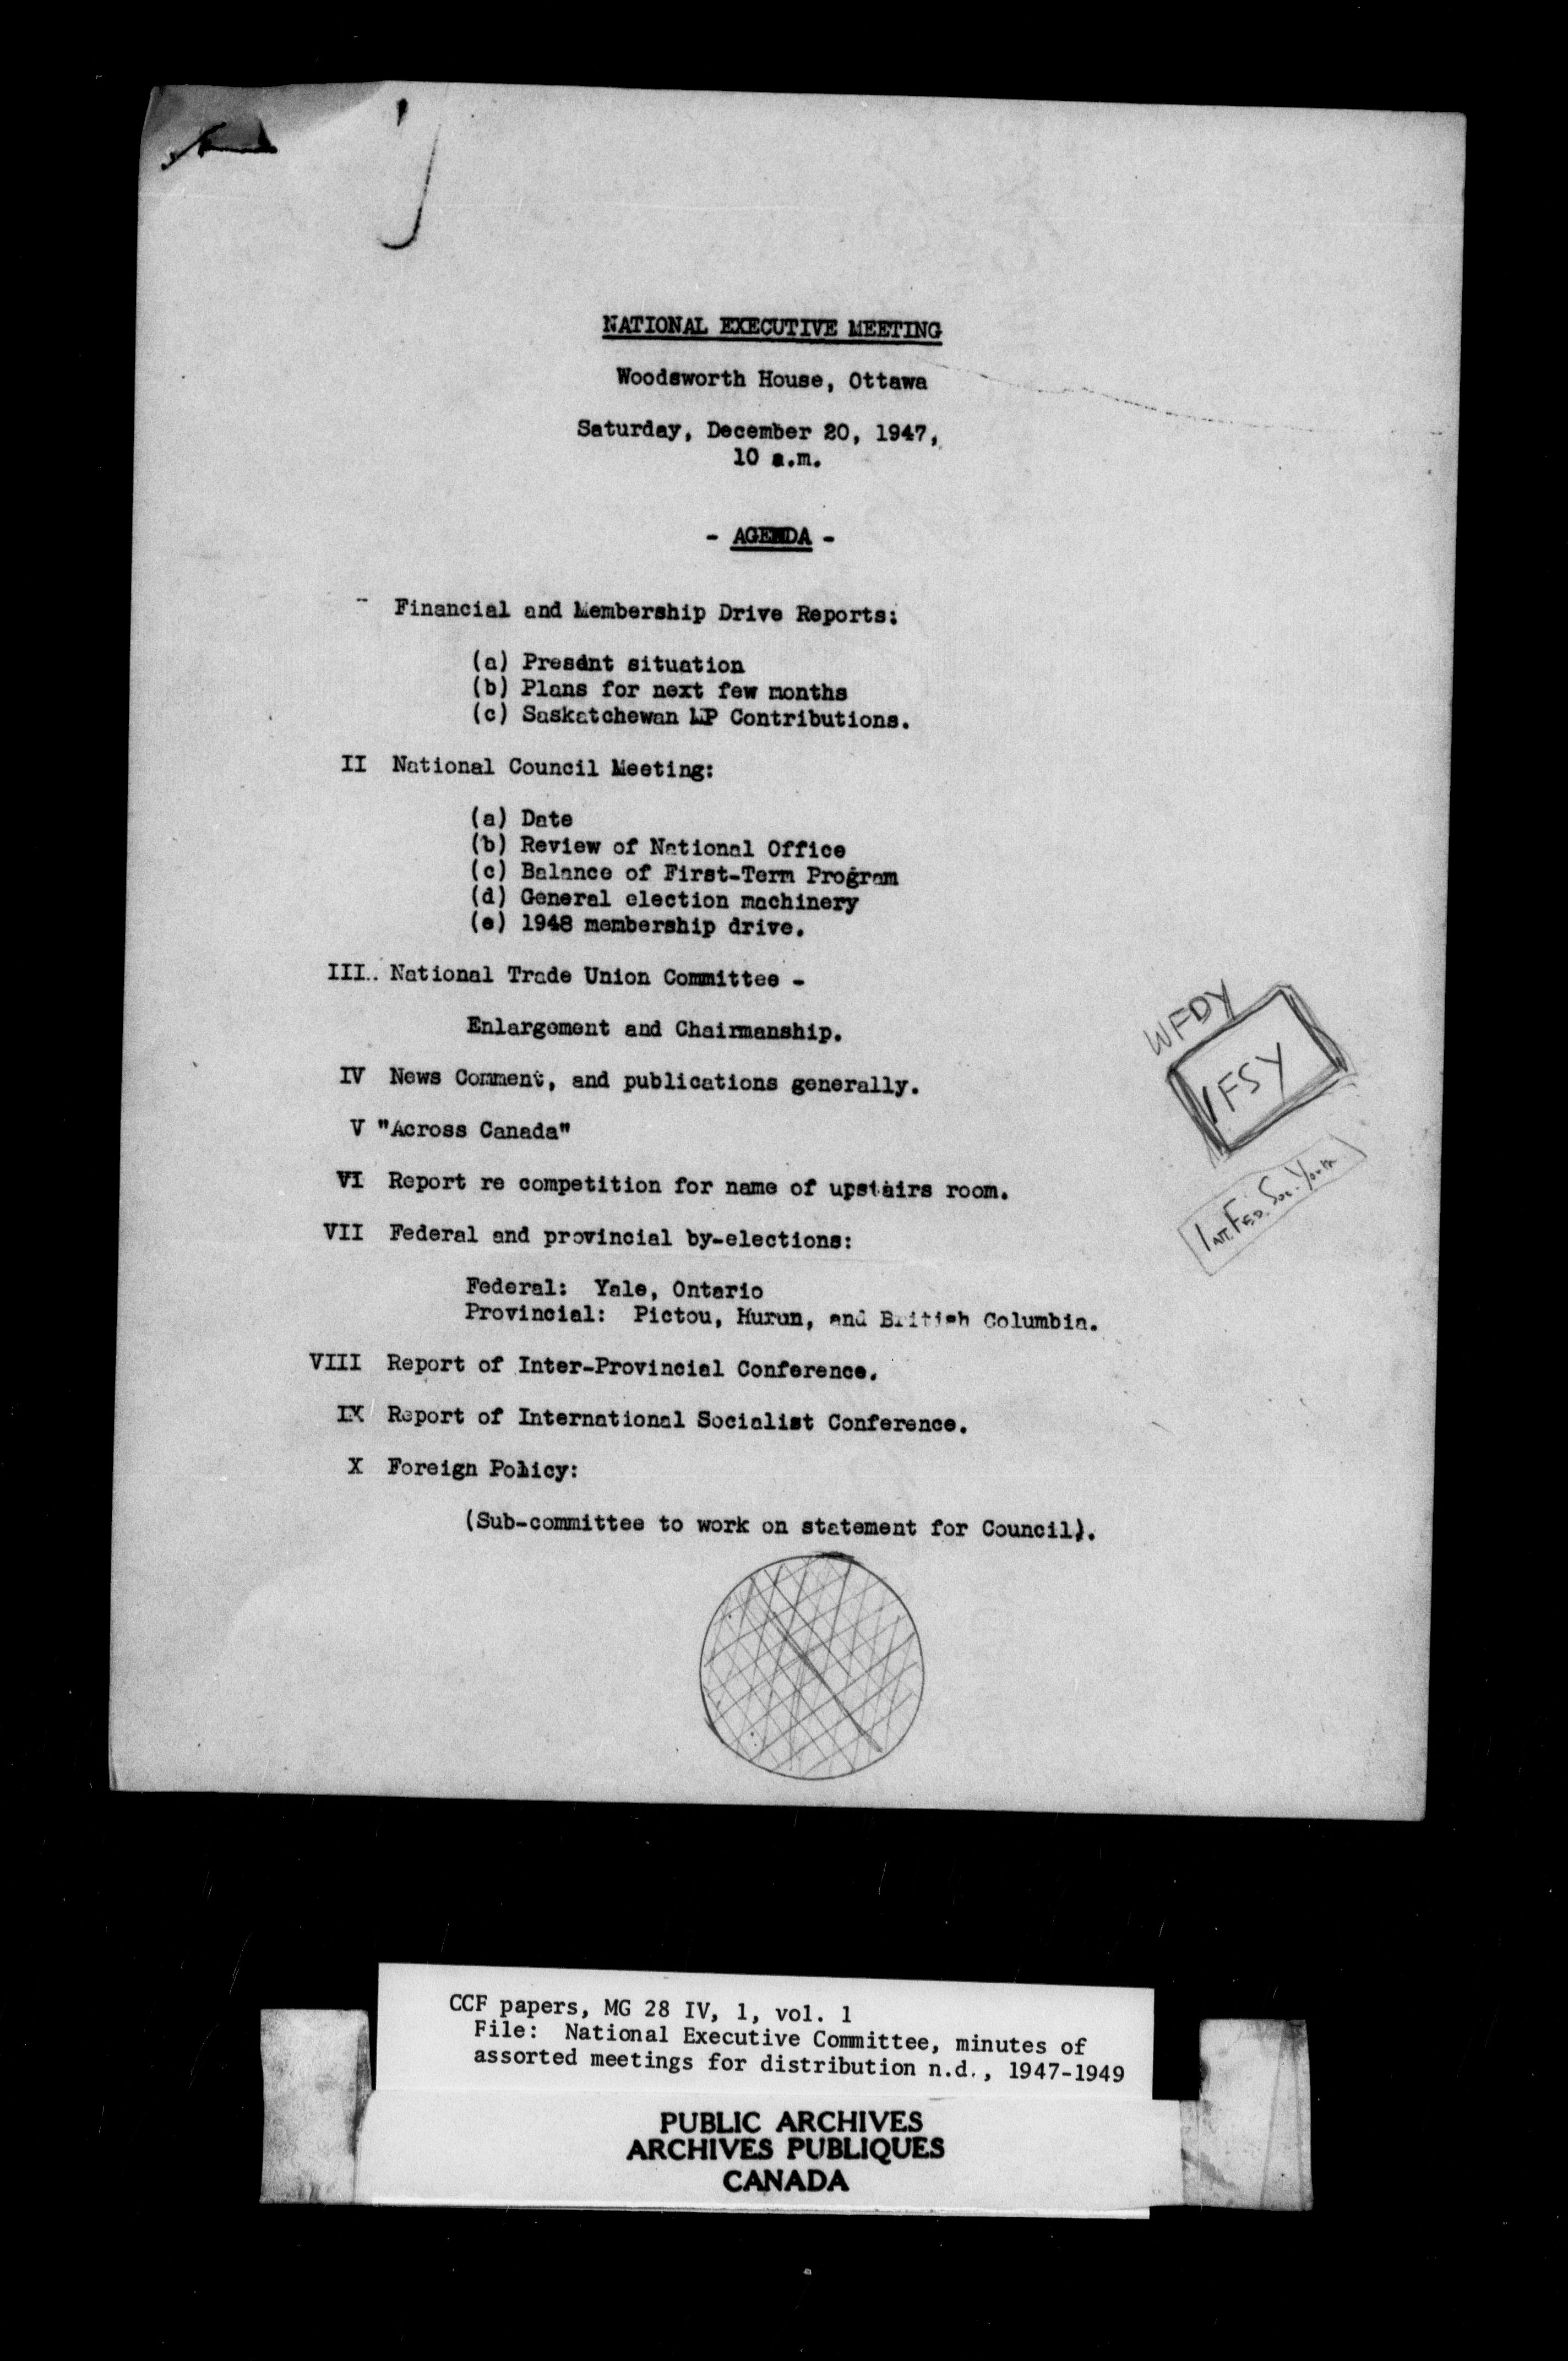 NATIONAL EXECUTIVE MEETING
Woodsworth House, Ottawa
Saturday, December 20, 1947,
10 a.m.
- AGENDA -
- Financial and Membership Drive Reports:
(a) Present situation
(b) Plans for next few months
(c) Saskatchewan MP Contributions.
II National Council Meeting:
(a) Date
(b) Review of National Office
(c) Balance of First-Term Program
(d) General election machinery
(e) 1948 membership drive.
III.. National Trade Union Committee -
Enlargement and Chairmanship.
IV News Comment, and publications generally.
V "Across Canada"
VI Report re competition for name of upstairs room.
VII Federal and provincial by-elections:
Federal: Yale, Ontario
Provincial: Pictou, Huron, and British Columbia.
VIII Report of Inter-Provincial Conference.
IX Report of International Socialist Conference.
X Foreign Policy:
(Sub-committee to work on statement for Council).
WFDY
IFSY
Int. Fed. Soc. Youth
CCF papers, MG 28 IV, 1, vol. 1
File: National Executive Committee, minutes of
assorted meetings for distribution n.d., 1947-1949
PUBLIC ARCHIVES
ARCHIVES PUBLIQUES
CANADA